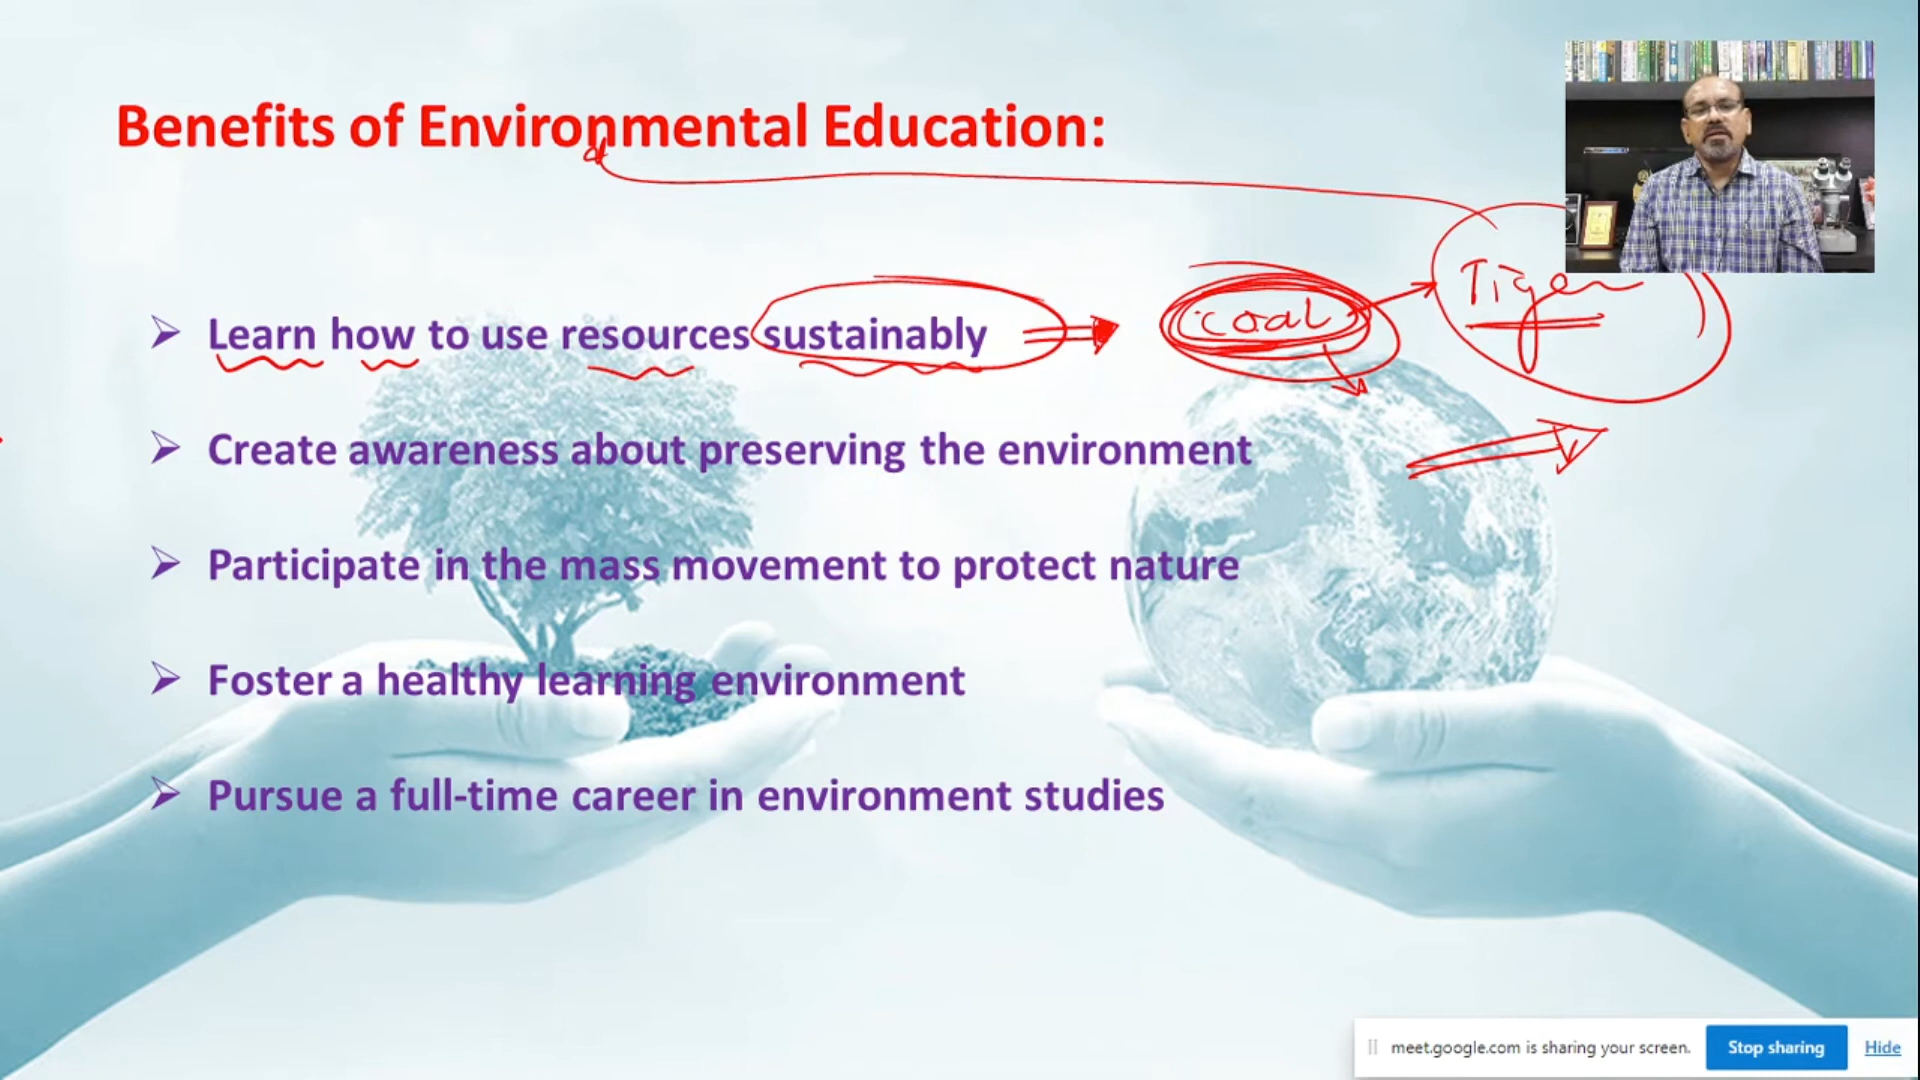 Benefits of Environmental Education:
Tiger
Learn how to use resources sustainably
coal
Create awareness about preserving the environment
Participate in the mass movement to protect nature
Foster a healthy learning environment
Pursue a full-time career in environment studies
meet.google.com is sharing your screen. Stop sharing Hide